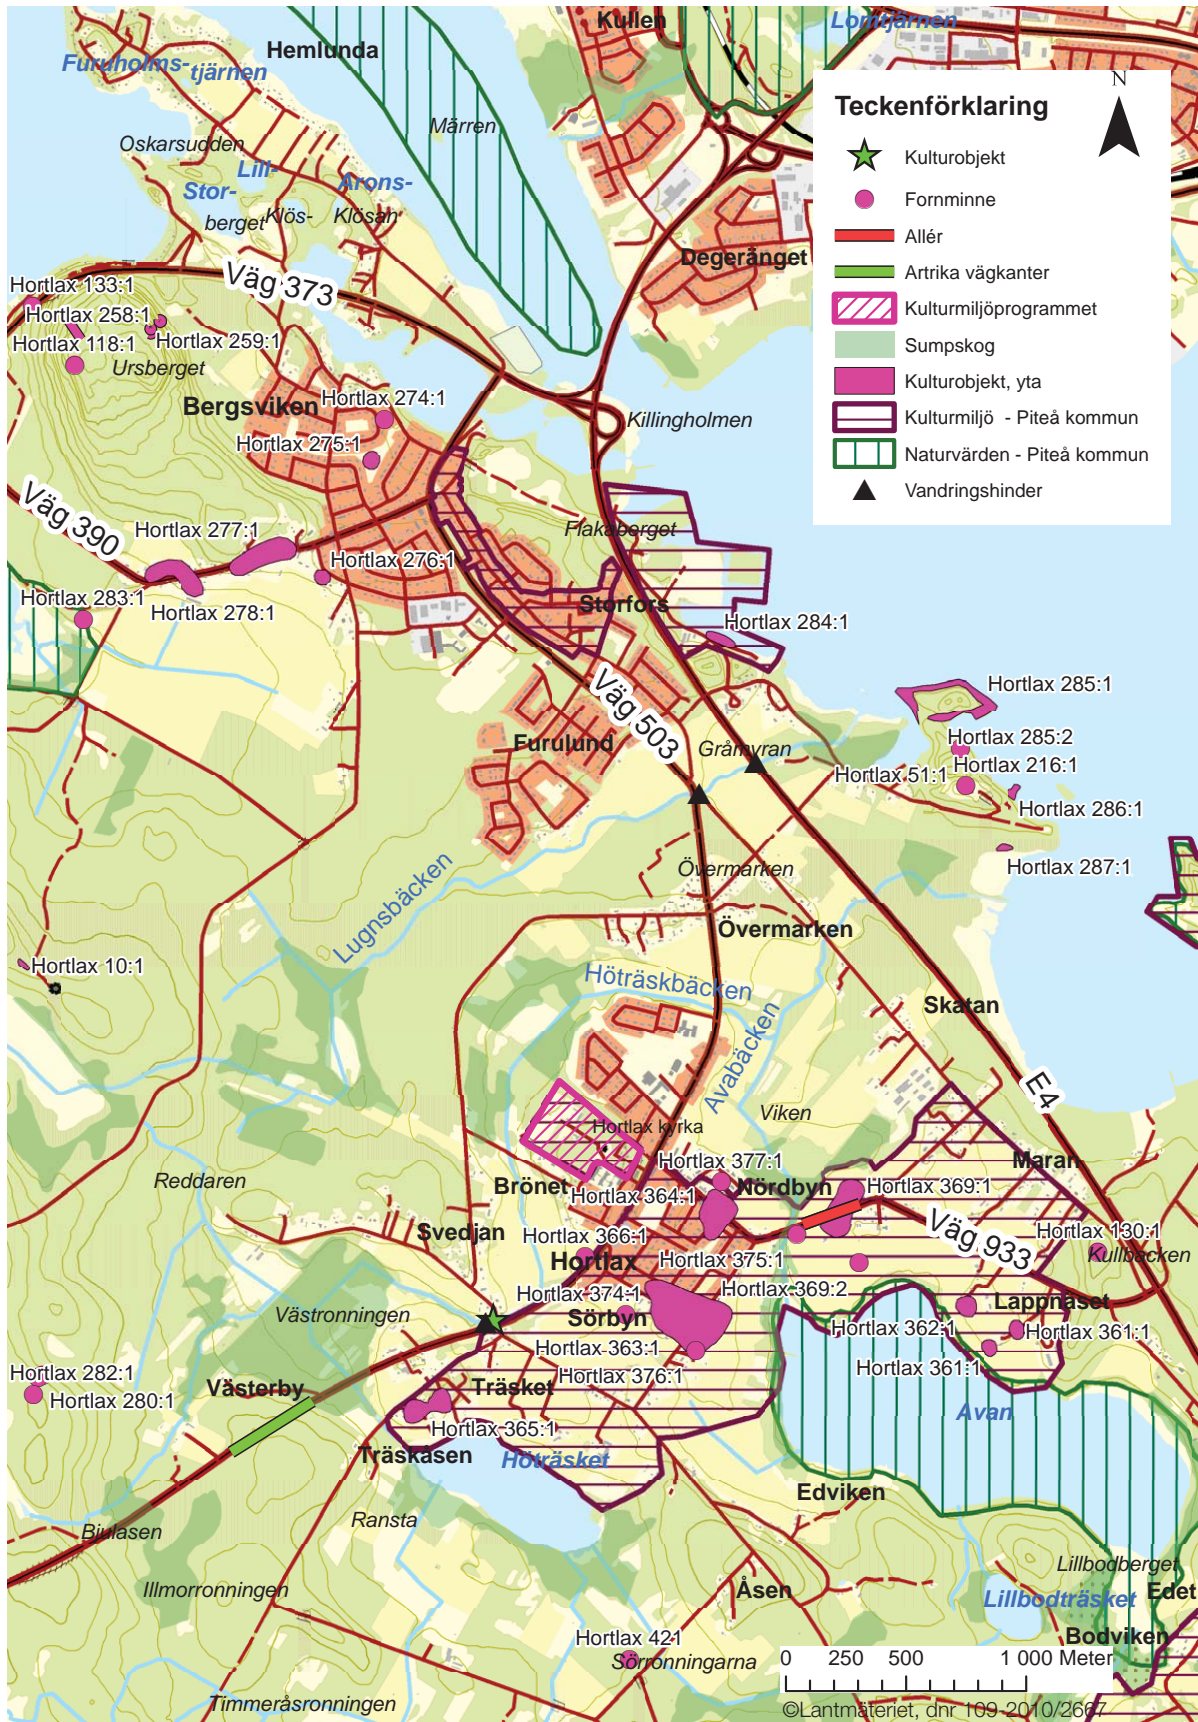 Kullen
Lomtjärnen
Hemlunda
Furuholms-
tjärnen
Märren
Oskarsudden
Lill-
Stor-
Arons-
berget
Klös-
Klösan
Degeränget
Väg 373
Hortlax 133:1
Hortlax 258:1
Hortlax 118:1
Hortlax 259:1
Ursberget
Bergsviken
Hortlax 274:1
Hortlax 275:1
Killingholmen
Väg 390
Hortlax 277:1
Hortlax 276:1
Hortlax 278:1
Hortlax 283:1
Flakaberget
Storfors
Hortlax 284:1
Väg 503
Furulund
Gråmyran
Hortlax 285:1
Hortlax 285:2
Hortlax 51:1
Hortlax 216:1
Hortlax 286:1
Hortlax 287:1
Övermarken
Lugnsbäcken
Övermarken
Hortlax 10:1
Höträskbäcken
Avabäcken
Skatan
E4
Viken
Hortlax kyrka
Maran
Reddaren
Brönet
Hortlax 377:1
Hortlax 364:1
Nördbyn
Hortlax 369:1
Svedjan
Hortlax 366:1
Hortlax
Hortlax 375:1
Väg 933
Hortlax 130:1
Kullbacken
Hortlax 374:1
Hortlax 369:2
Västronningen
Sörbyn
Lappnäset
Hortlax 362:1
Hortlax 361:1
Hortlax 363:1
Hortlax 361:1
Hortlax 376:1
Hortlax 282:1
Hortlax 280:1
Västerby
Träsket
Avan
Hortlax 365:1
Träskåsen
Höträsket
Edviken
Ransta
Bjulasen
Illmorronningen
Åsen
Lillbodberget
Lillbodträsket
Edet
Bodviken
Hortlax 421
Sörronningarna
Timmeråsronningen
Teckenförklaring
N
Kulturobjekt
Fornminne
Allér
Artrika vägkanter
Kulturmiljöprogrammet
Sumpskog
Kulturobjekt, yta
Kulturmiljö - Piteå kommun
Naturvärden - Piteå kommun
Vandringshinder
0 250 500 1 000 Meter
©Lantmäteriet, dnr 109-2010/2667